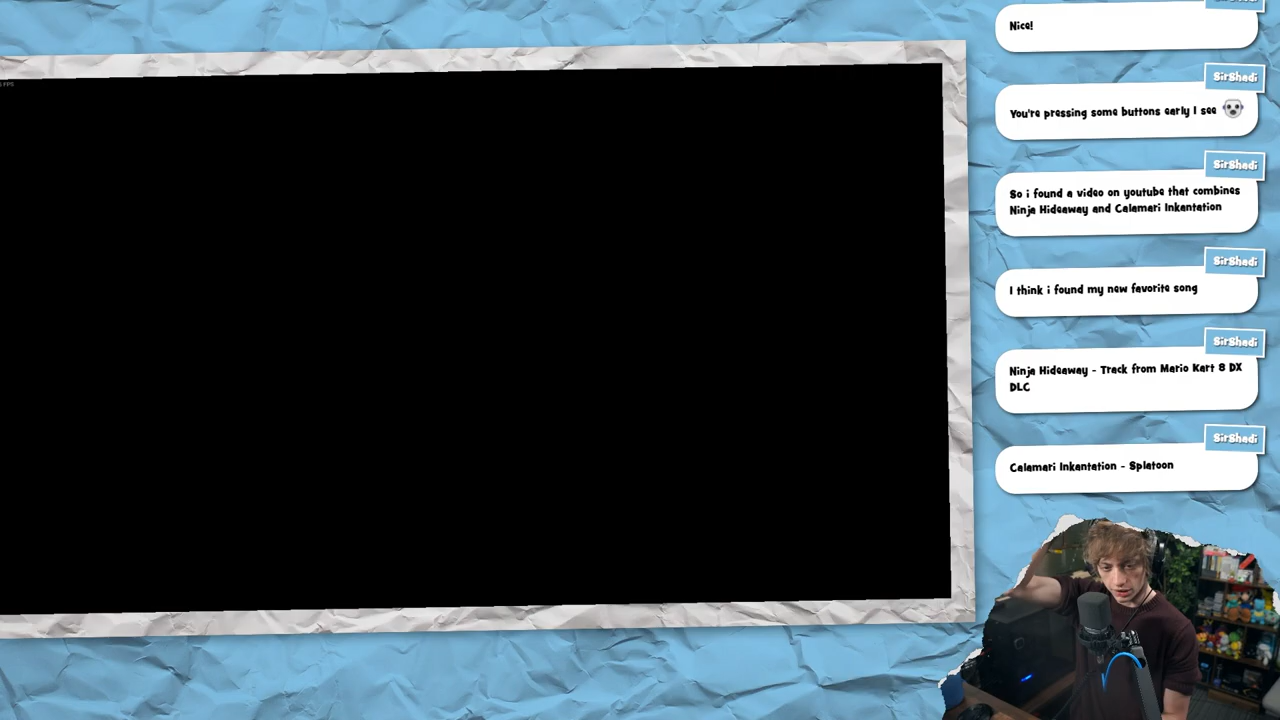 FPS
Nice!
SirShadi
You're pressing some buttons early I see
SirShadi
So i found a video on youtube that combines
Ninja Hideaway and Calamari Inkantation
SirShadi
I think i found my new favorite song
SirShadi
Ninja Hideaway - Track from Mario Kart 8 DX
DLC
SirShadi
Calamari Inkantation - Splatoon